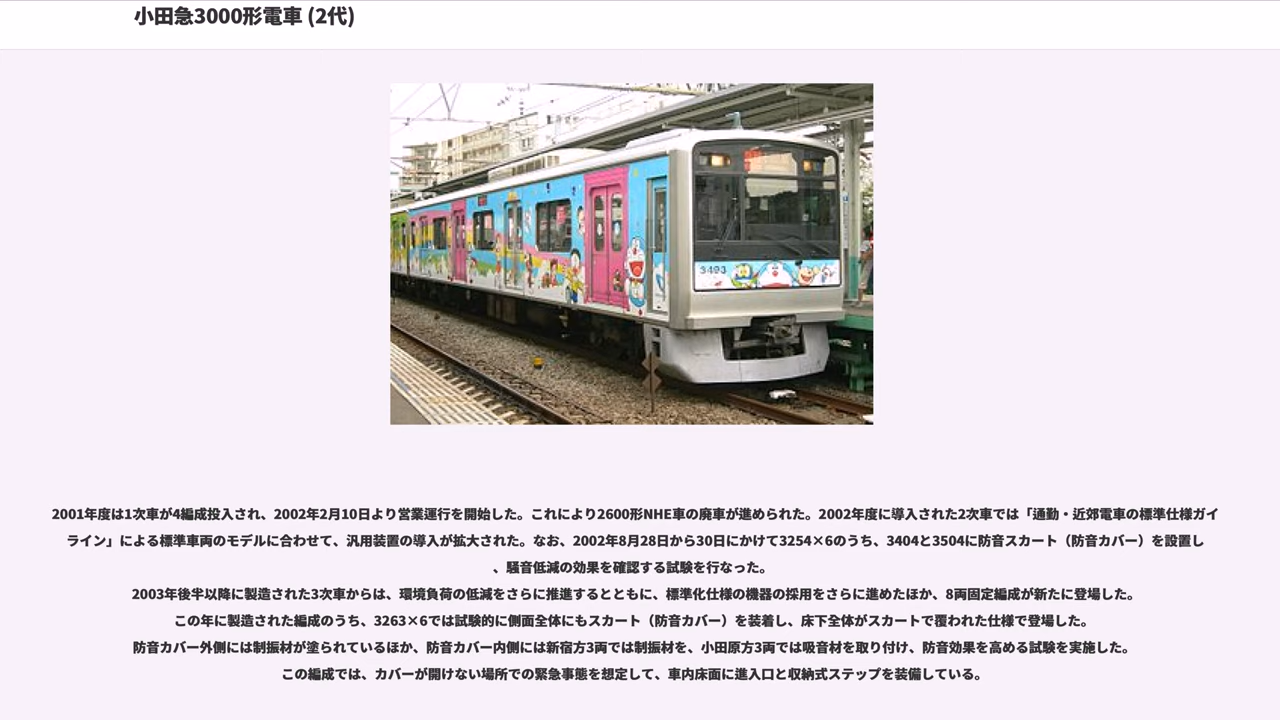 小田急3000形電車 (2代)
3493
2001年度は1次車が4編成投入され、2002年2月10日より営業運行を開始した。これにより2600形NHE車の廃車が進められた。2002年度に導入された2次車では「通勤・近郊電車の標準仕様ガイ
ライン」による標準車両のモデルに合わせて、汎用装置の導入が拡大された。なお、2002年8月28日から30日にかけて3254×6のうち、3404と3504に防音スカート（防音カバー）を設置し
、騒音低減の効果を確認する試験を行なった。
2003年後半以降に製造された3次車からは、環境負荷の低減をさらに推進するとともに、標準化仕様の機器の採用をさらに進めたほか、8両固定編成が新たに登場した。
この年に製造された編成のうち、3263×6では試験的に側面全体にもスカート（防音カバー）を装着し、床下全体がスカートで覆われた仕様で登場した。
防音カバー外側には制振材が塗られているほか、防音カバー内側には新宿方3両では制振材を、小田原方3両では吸音材を取り付け、防音効果を高める試験を実施した。
この編成では、カバーが開けない場所での緊急事態を想定して、車内床面に進入口と収納式ステップを装備している。